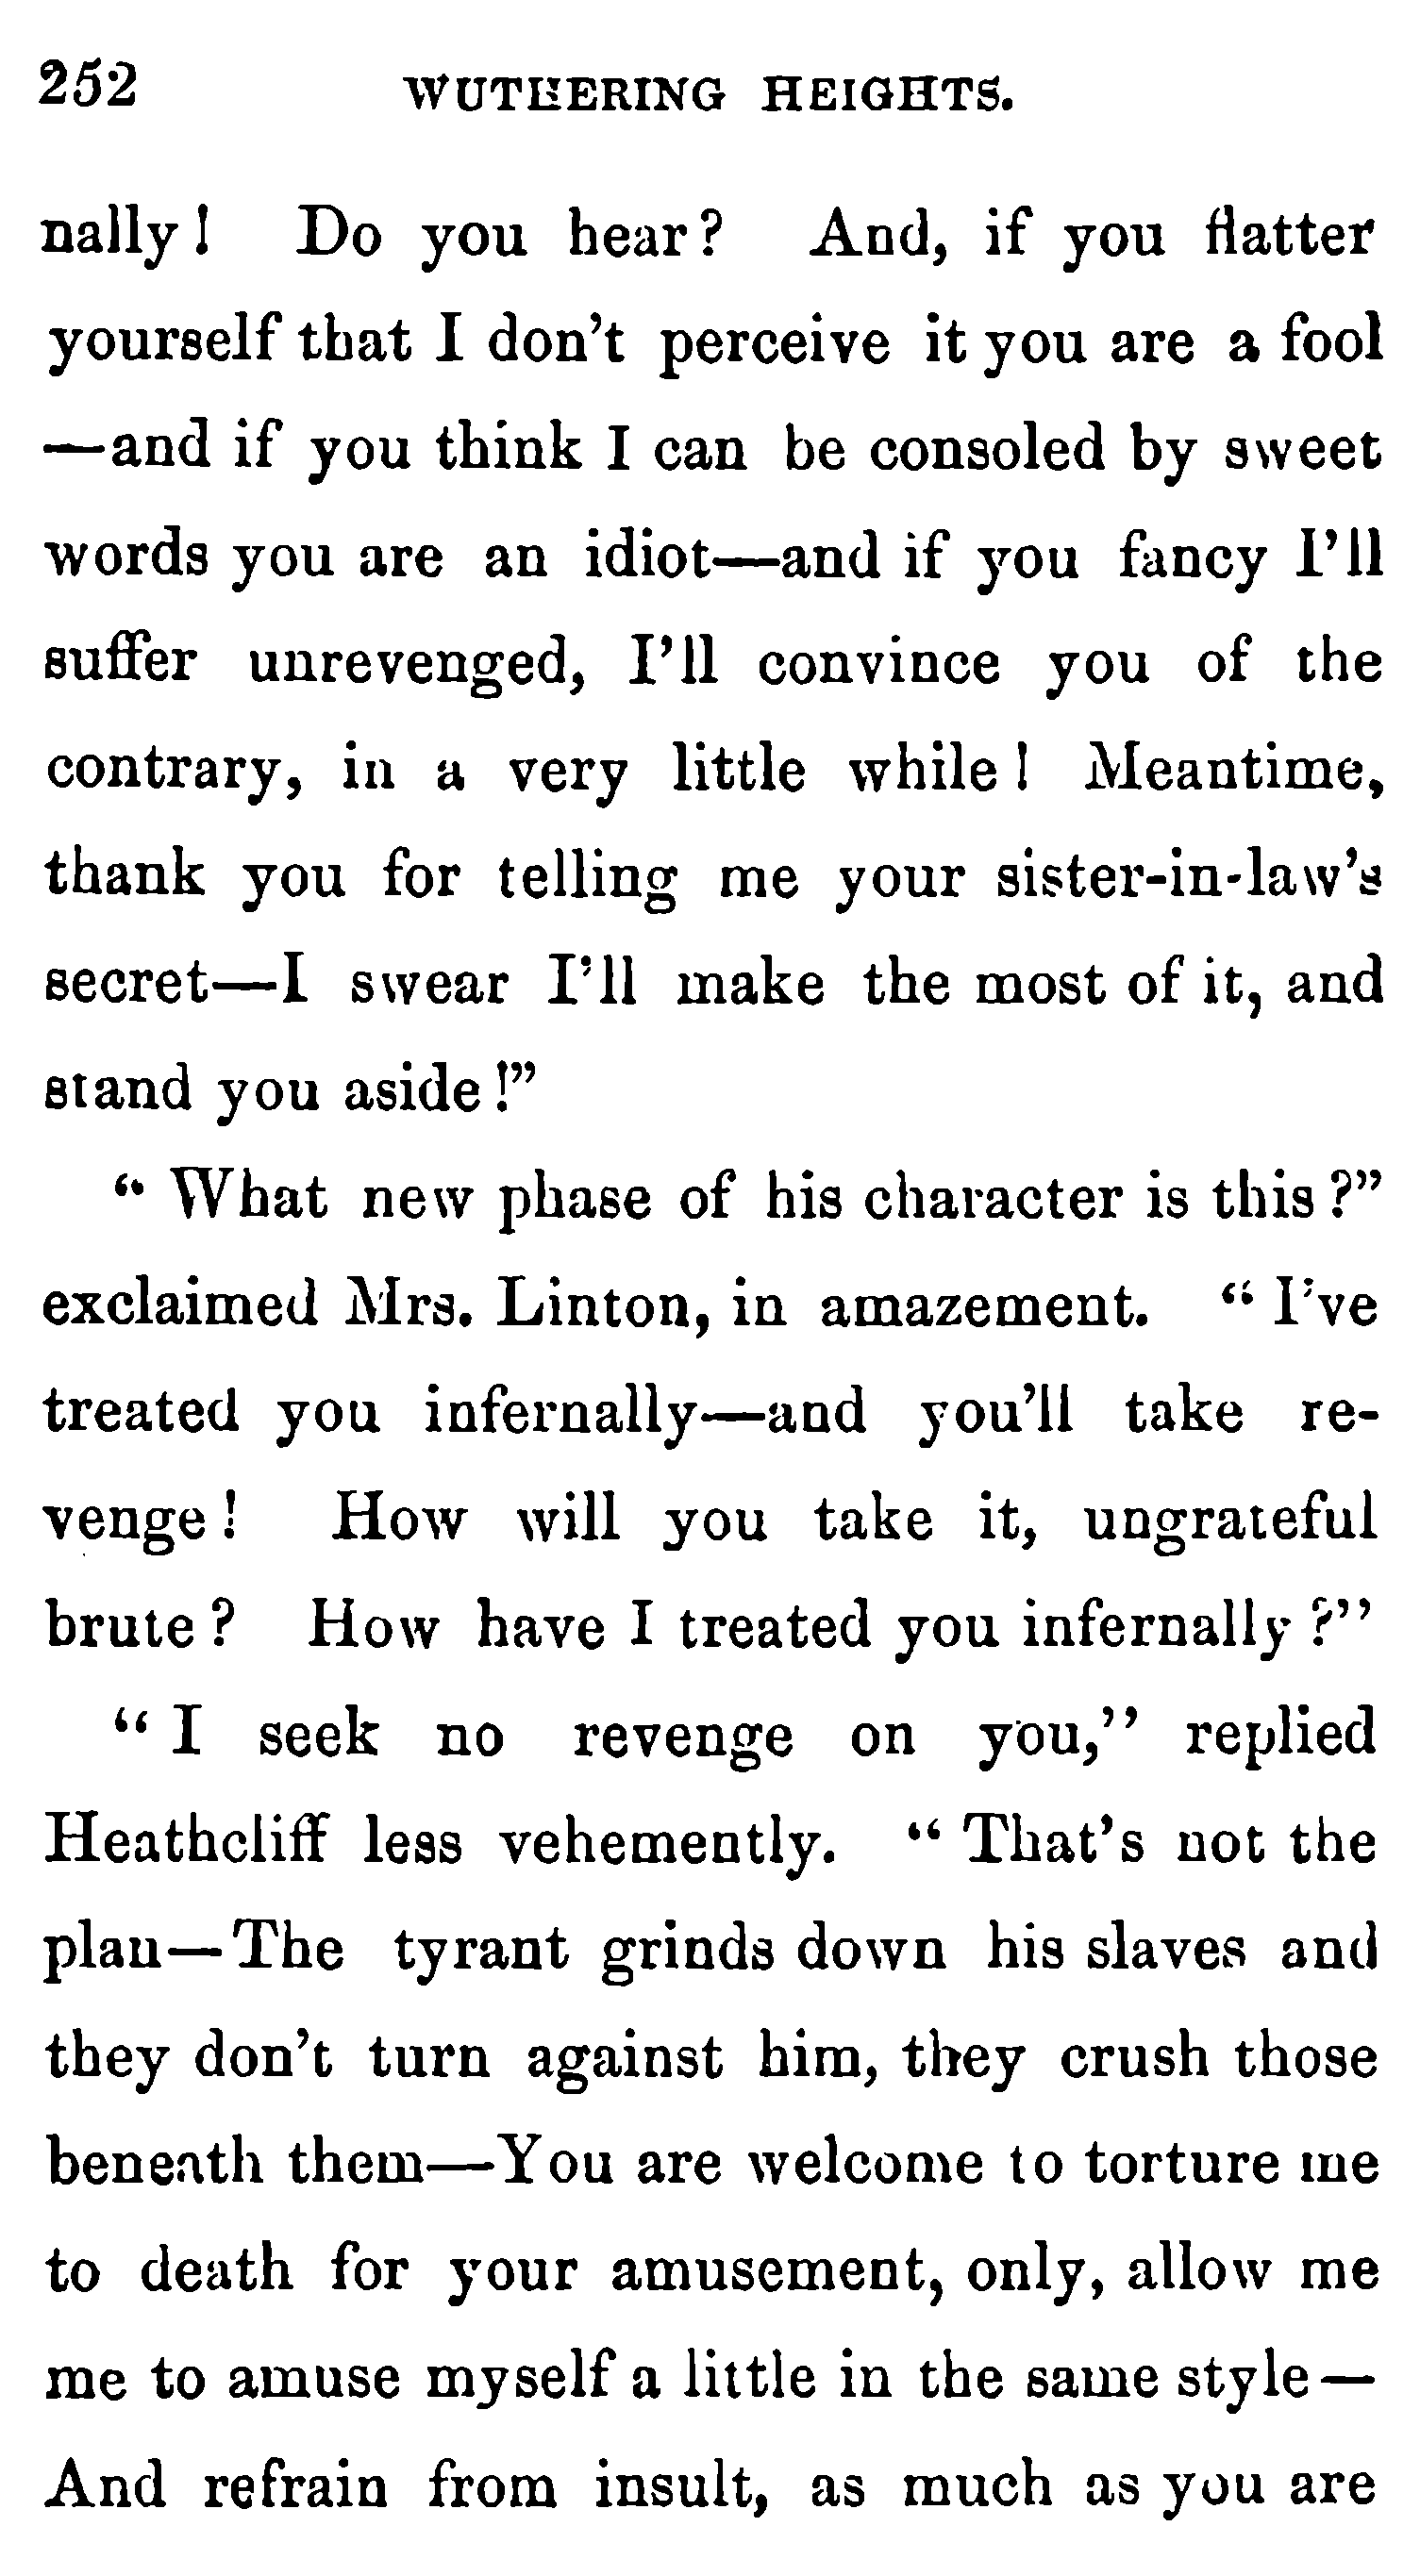 252 WUTHERING HEIGHTS.
nally! Do you hear? And, if you flatter
yourself that I don't perceive it you are a fool
—and if you think I can be consoled by sweet
words you are an idiot—and if you fancy I'll
suffer unrevenged, I'll convince you of the
contrary, in a very little while! Meantime,
thank you for telling me your sister-in-law's
secret—I swear I'll make the most of it, and
stand you aside!"
"What new phase of his character is this?"
exclaimed Mrs. Linton, in amazement. "I've
treated you infernally—and you'll take re-
venge! How will you take it, ungrateful
brute? How have I treated you infernally?"
"I seek no revenge on you," replied
Heathcliff less vehemently. "That's not the
plan—The tyrant grinds down his slaves and
they don't turn against him, they crush those
beneath them—You are welcome to torture me
to death for your amusement, only, allow me
me to amuse myself a little in the same style—
And refrain from insult, as much as you are